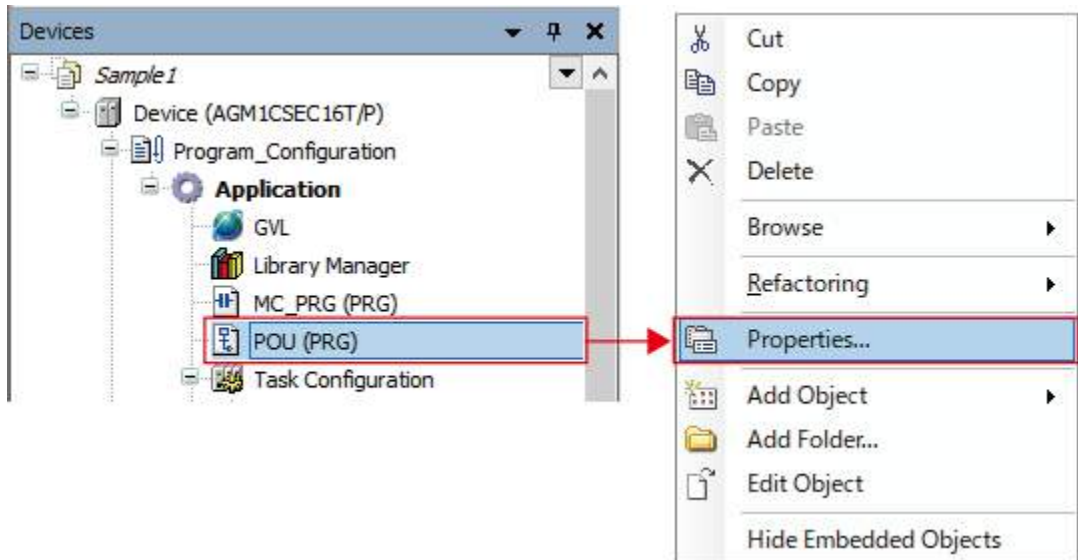 Devices
Sample1
Device (AGM1CSEC16T/P)
Program_Configuration
Application
GVL
Library Manager
MC_PRG (PRG)
POU (PRG)
Task Configuration
Cut
Copy
Paste
Delete
Browse
Refactoring
Properties...
Add Object
Add Folder...
Edit Object
Hide Embedded Objects